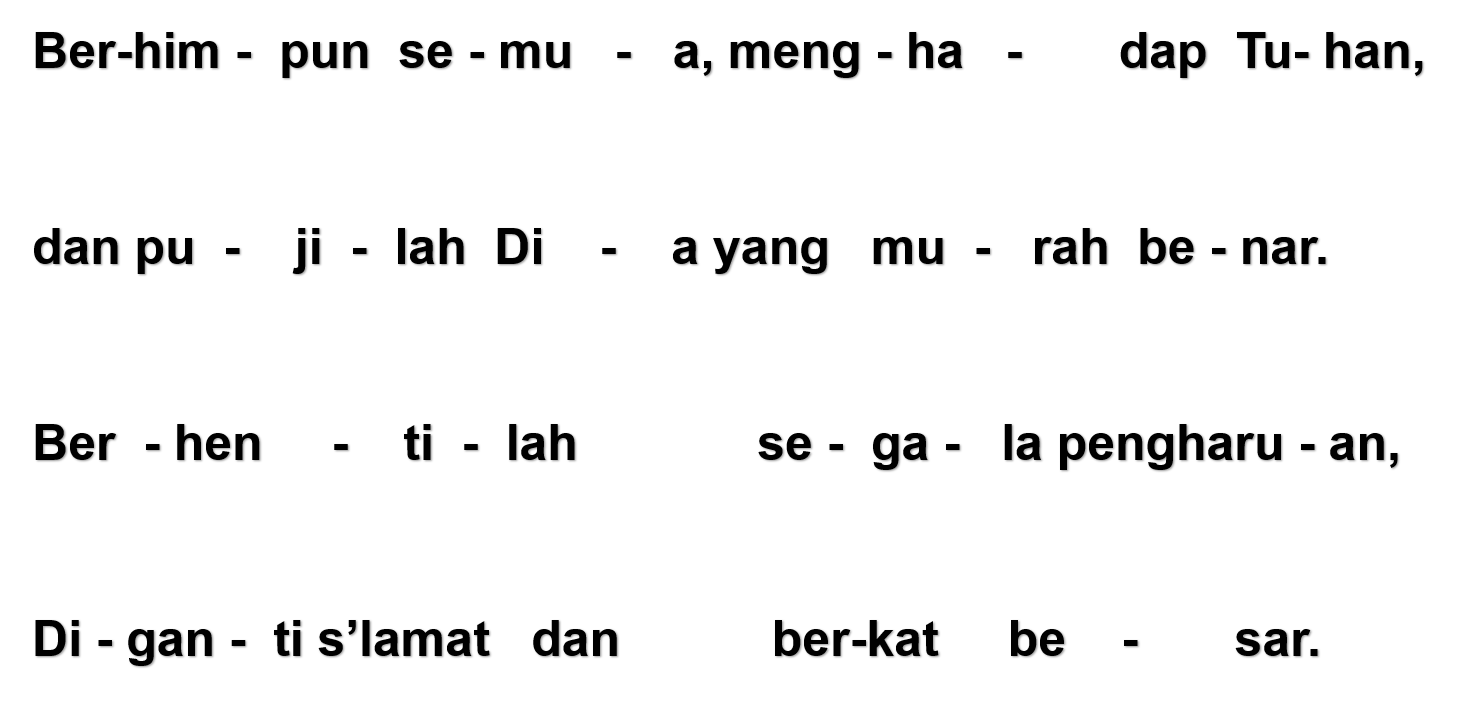 Ber-him - pun se - mu - a, meng - ha - dap Tu- han,
dan pu - ji - lah Di - a yang mu - rah be - nar.
Ber - hen - ti - lah se - ga - la pengharu - an,
Di - gan - ti s’lamat dan ber-kat be - sar.